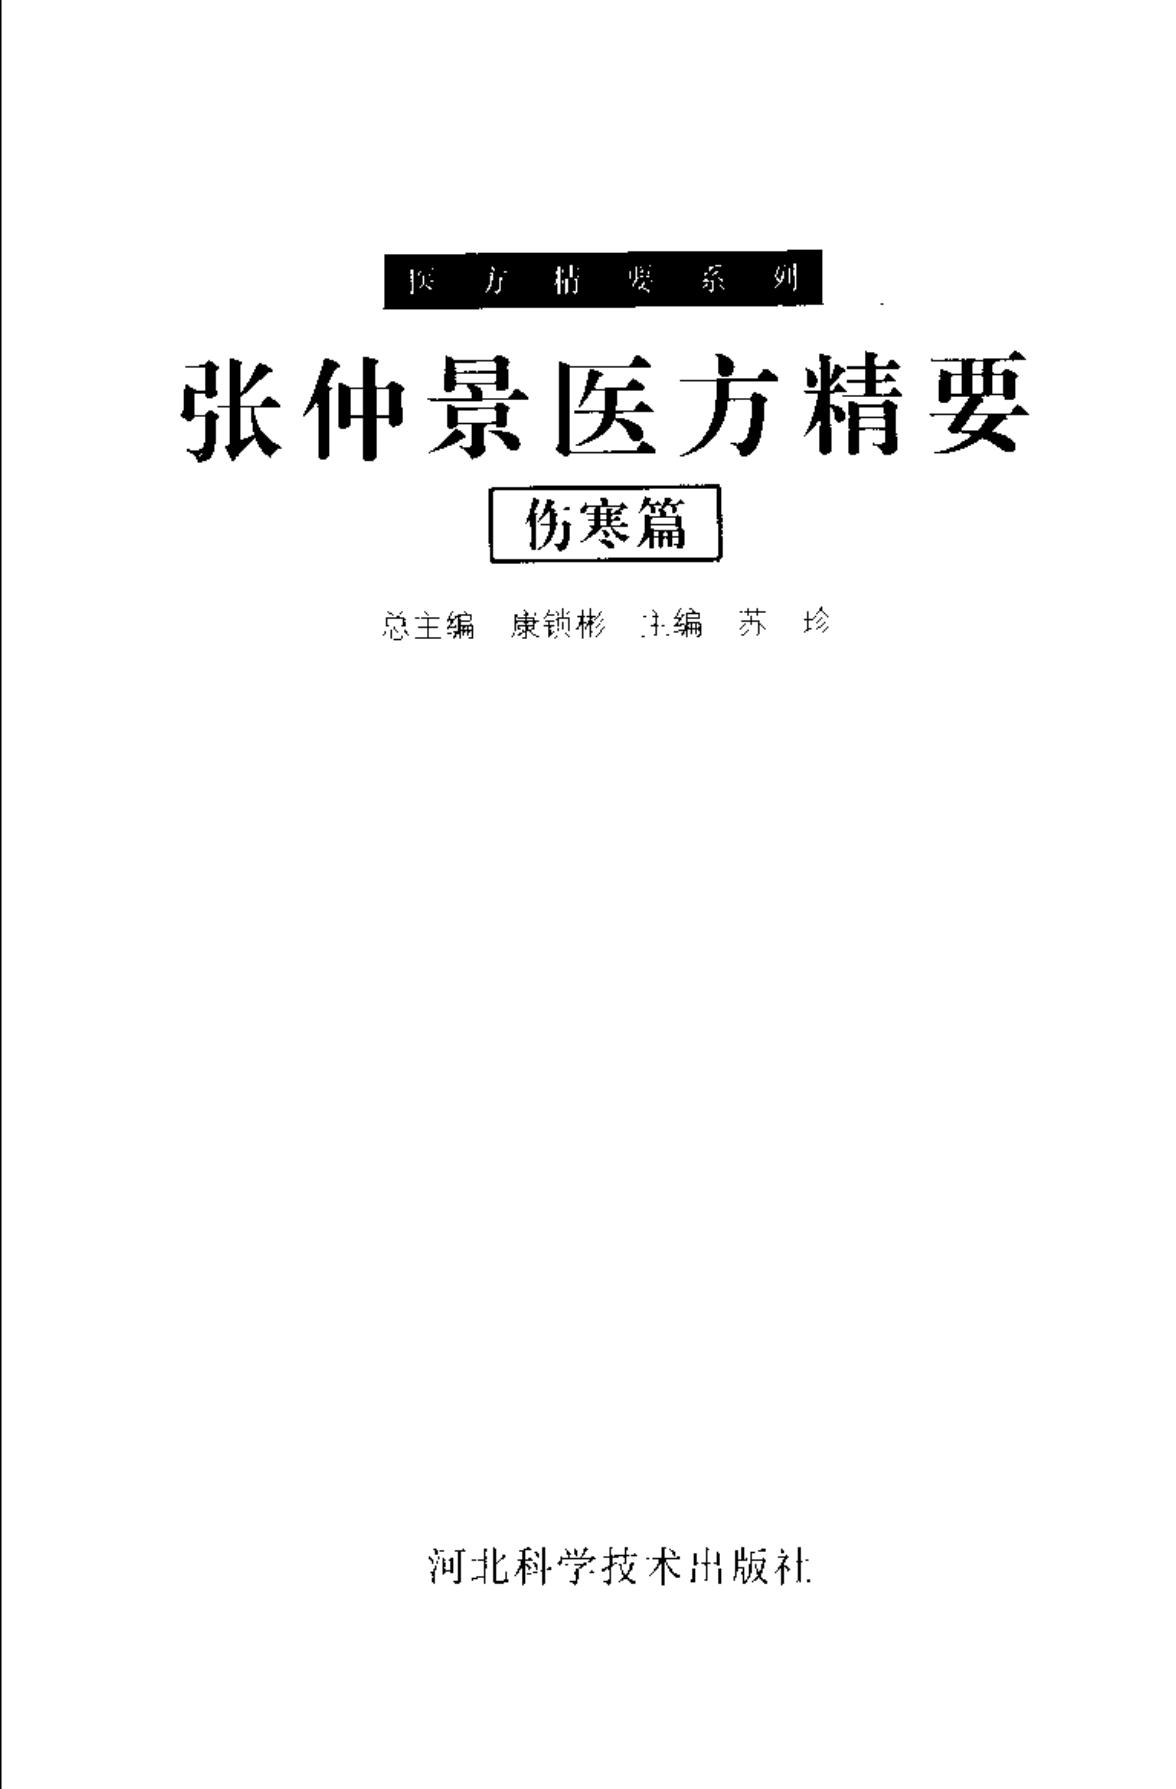 医方精要系列
张仲景医方精要
伤寒篇
总主编 康锁彬 主编 苏 珍
河北科学技术出版社